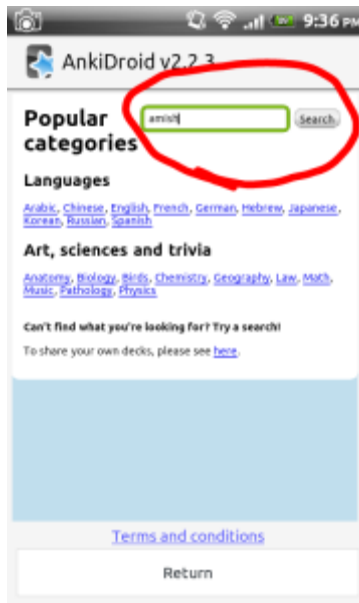 9:36 PM
AnkiDroid v2.2.3
Popular categories
amish
Search
Languages
Arabic, Chinese, English, French, German, Hebrew, Japanese,
Korean, Russian, Spanish
Art, sciences and trivia
Anatomy, Biology, Birds, Chemistry, Geography, Law, Math,
Music, Pathology, Physics
Can't find what you're looking for? Try a search!
To share your own decks, please see here.
Terms and conditions
Return